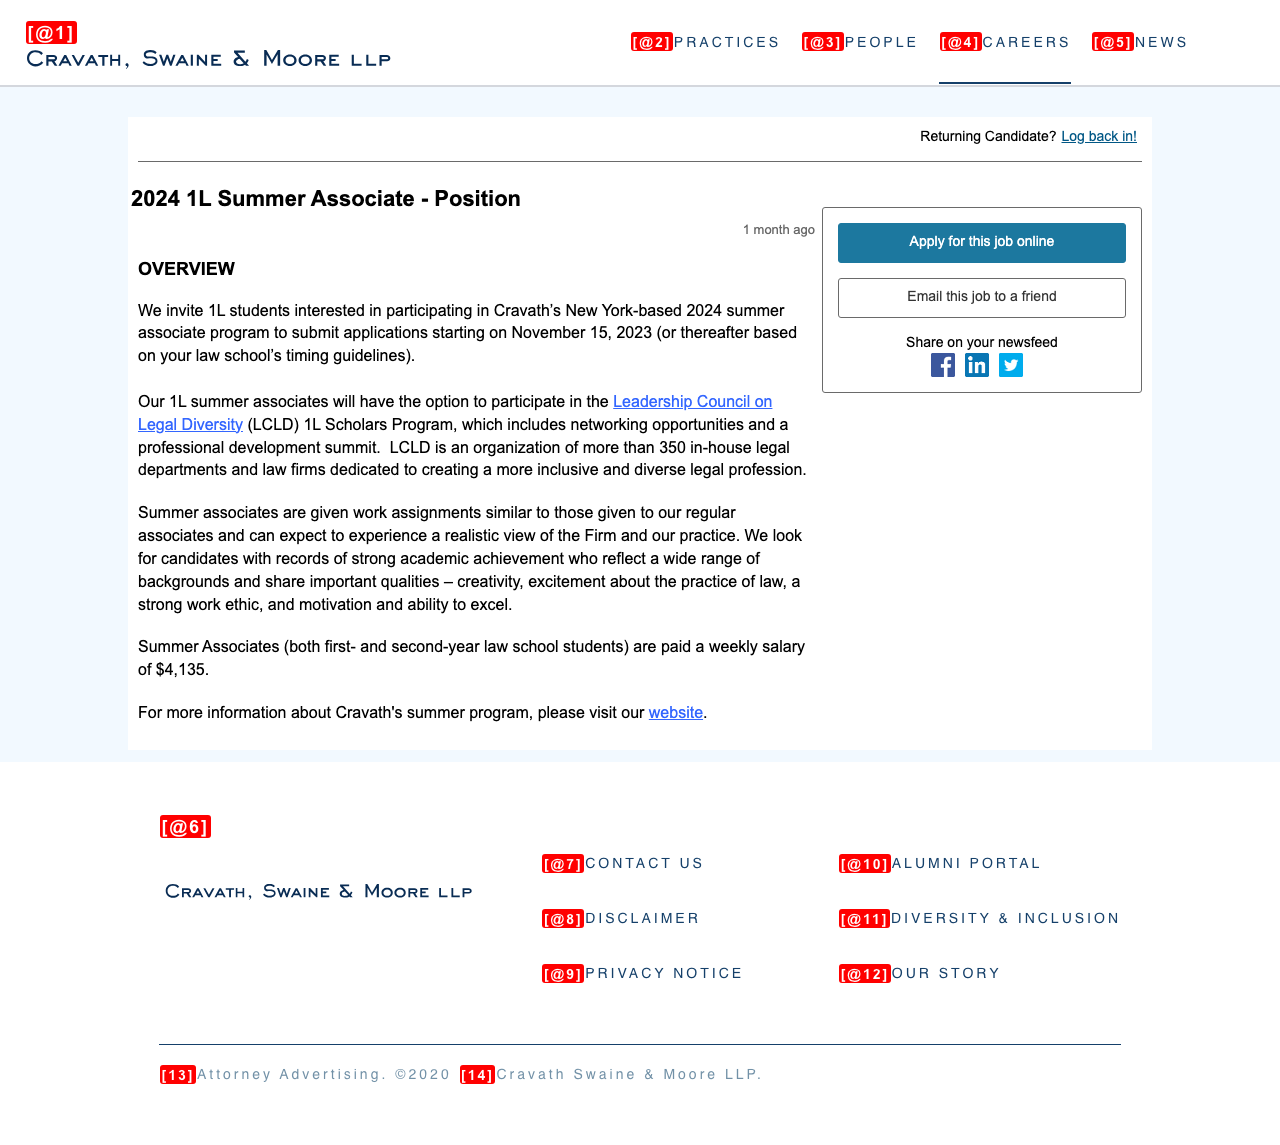 [@1]
Cravath, Swaine & Moore LLP
[@2]PRACTICES [@3]PEOPLE [@4]CAREERS [@5]NEWS
Returning Candidate? Log back in!
2024 1L Summer Associate - Position
1 month ago
Apply for this job online
Email this job to a friend
Share on your newsfeed
OVERVIEW
We invite 1L students interested in participating in Cravath’s New York-based 2024 summer
associate program to submit applications starting on November 15, 2023 (or thereafter based
on your law school’s timing guidelines).
Our 1L summer associates will have the option to participate in the Leadership Council on
Legal Diversity (LCLD) 1L Scholars Program, which includes networking opportunities and a
professional development summit.  LCLD is an organization of more than 350 in-house legal
departments and law firms dedicated to creating a more inclusive and diverse legal profession.
Summer associates are given work assignments similar to those given to our regular
associates and can expect to experience a realistic view of the Firm and our practice. We look
for candidates with records of strong academic achievement who reflect a wide range of
backgrounds and share important qualities – creativity, excitement about the practice of law, a
strong work ethic, and motivation and ability to excel.
Summer Associates (both first- and second-year law school students) are paid a weekly salary
of $4,135.
For more information about Cravath's summer program, please visit our website.
[@6]
Cravath, Swaine & Moore LLP
[@7]CONTACT US
[@8]DISCLAIMER
[@9]PRIVACY NOTICE
[@10]ALUMNI PORTAL
[@11]DIVERSITY & INCLUSION
[@12]OUR STORY
[13]Attorney Advertising. ©2020 [14]Cravath Swaine & Moore LLP.